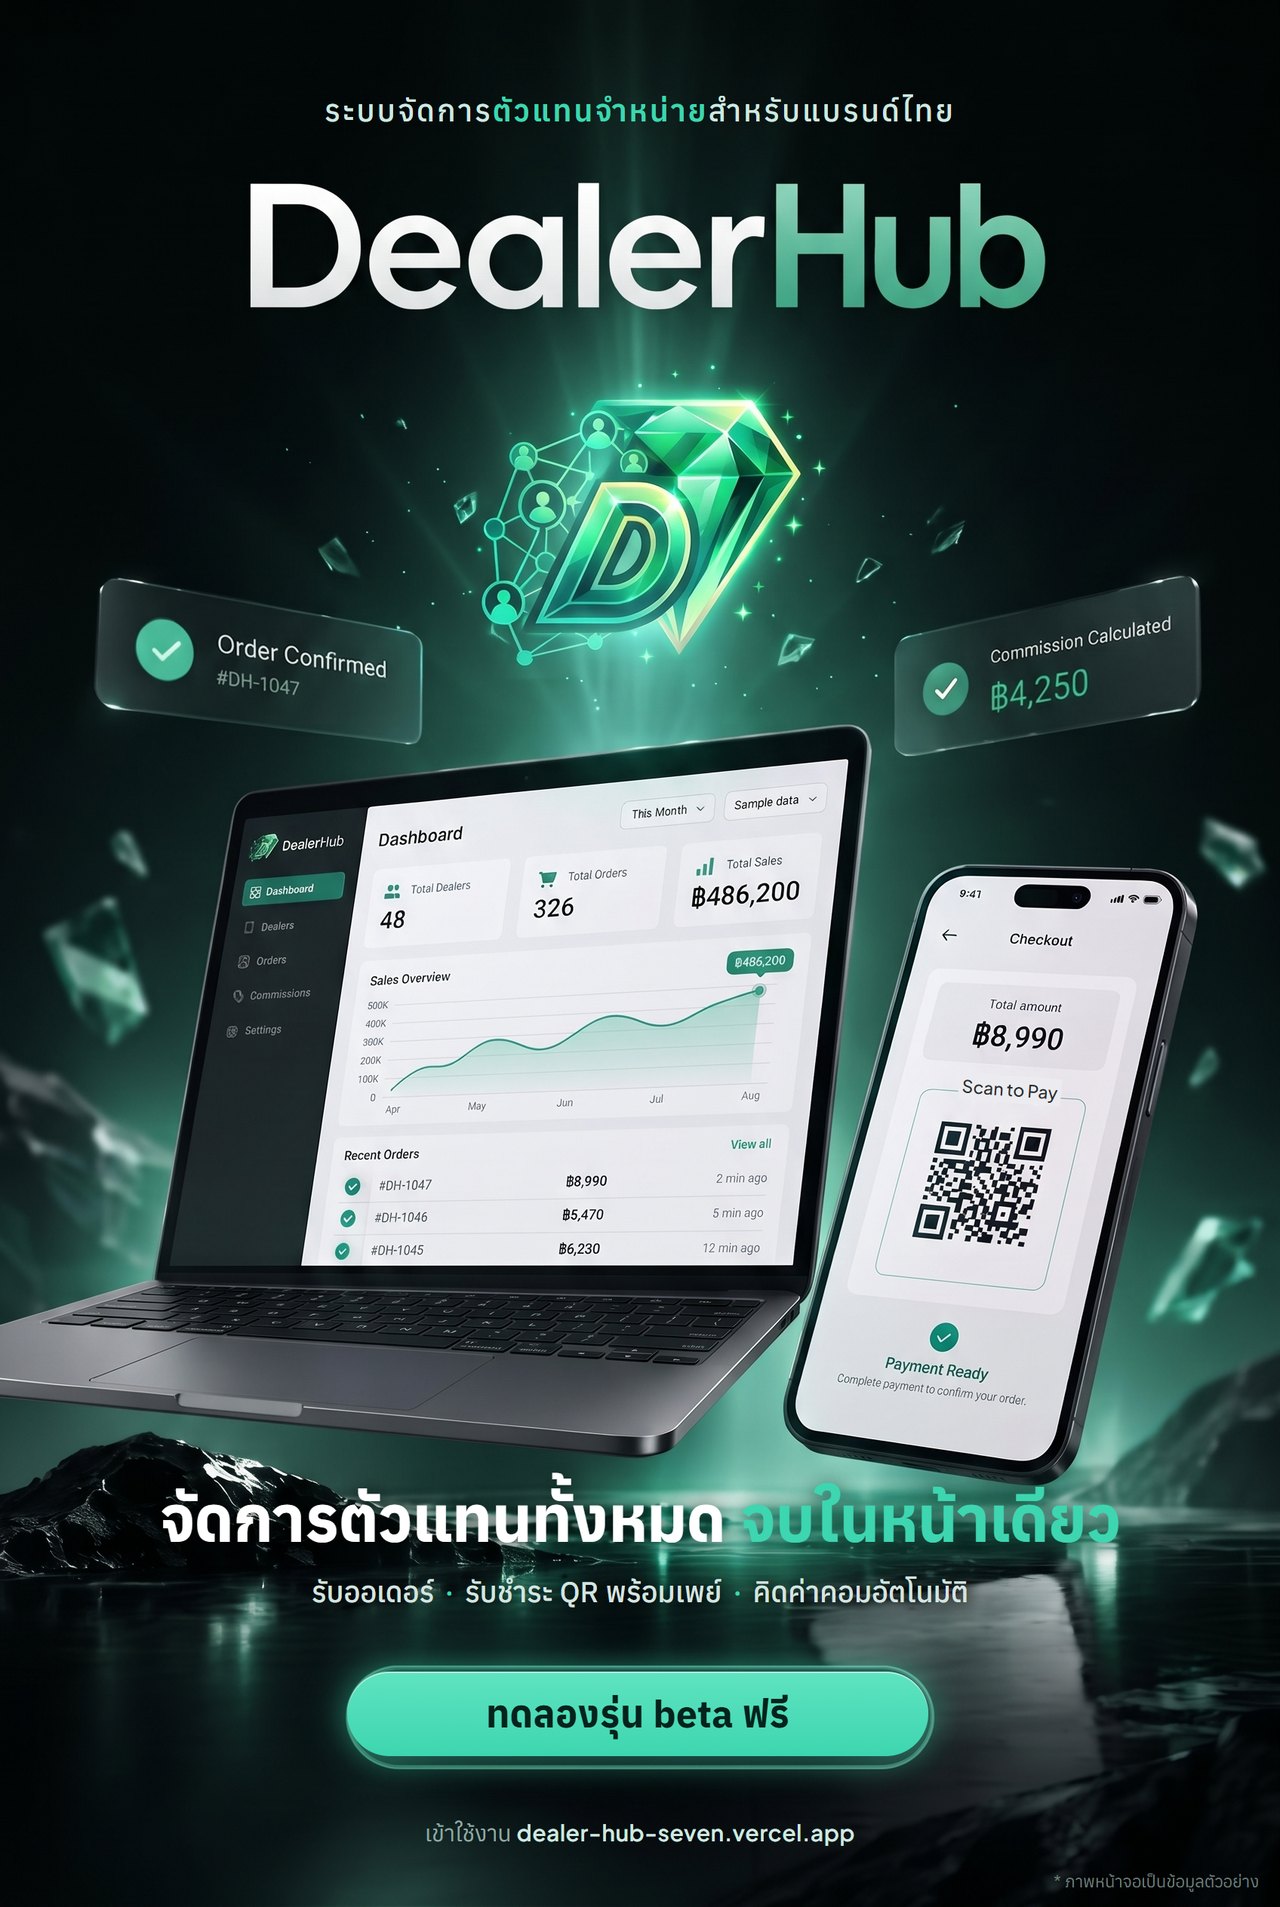 ระบบจัดการตัวแทนจำหน่ายสำหรับแบรนด์ไทย
DealerHub
D
Order Confirmed
#DH-1047
Commission Calculated
฿4,250
DealerHub
Dashboard
Dealers
Orders
Commissions
Settings
Dashboard
This Month
Sample data
Total Dealers
48
Total Orders
326
Total Sales
฿486,200
Sales Overview
฿486,200
500K
400K
300K
200K
100K
0
Apr May Jun Jul Aug
Recent Orders
View all
#DH-1047 ฿8,990 2 min ago
#DH-1046 ฿5,470 5 min ago
#DH-1045 ฿6,230 12 min ago
9:41
Checkout
Total amount
฿8,990
Scan to Pay
Payment Ready
Complete payment to confirm your order.
จัดการตัวแทนทั้งหมด จบในหน้าเดียว
รับออเดอร์ · รับชำระ QR พร้อมเพย์ · คิดค่าคอมอัตโนมัติ
ทดลองรุ่น beta ฟรี
เข้าใช้งาน dealer-hub-seven.vercel.app
* ภาพหน้าจอเป็นข้อมูลตัวอย่าง